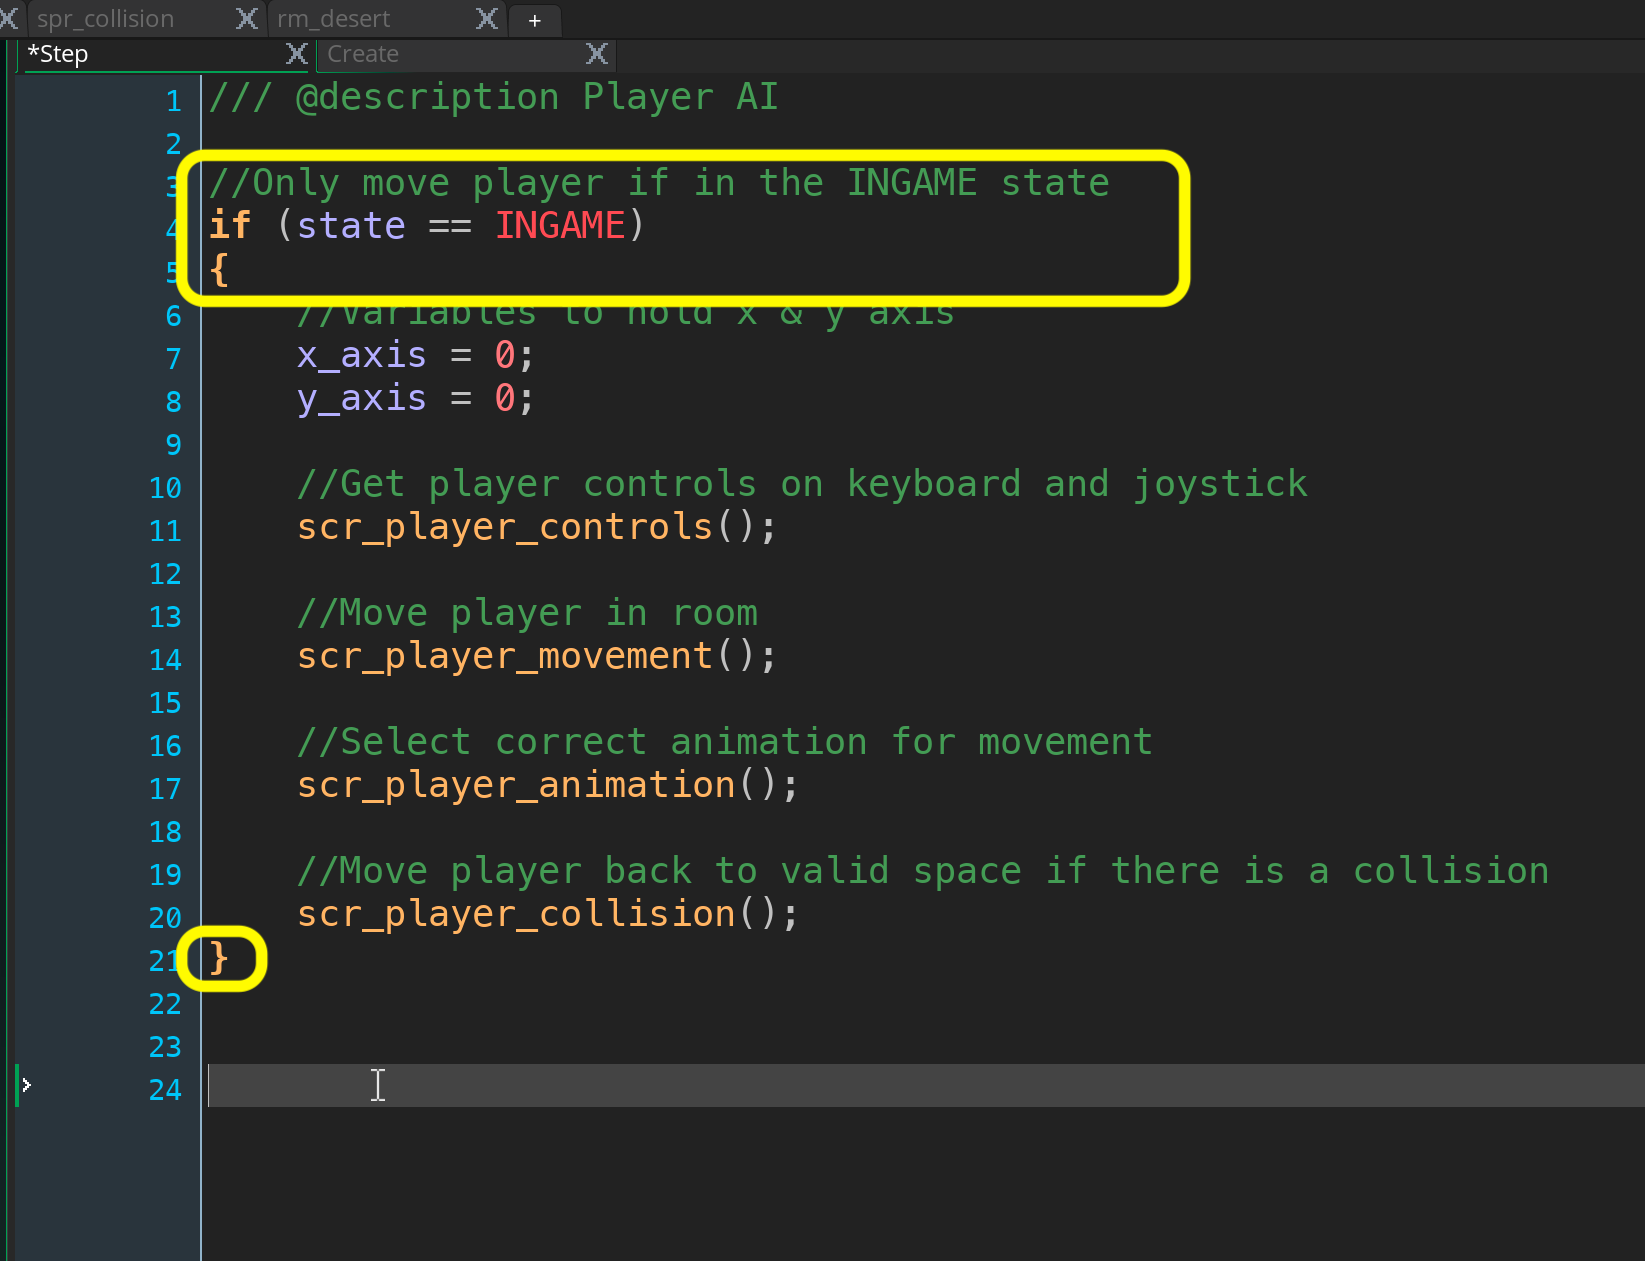 spr_collision rm_desert +
*Step Create
1 /// @description Player AI
2
3 //Only move player if in the INGAME state
4 if (state == INGAME)
5 {
6 //Variables to hold x & y axis
7 x_axis = 0;
8 y_axis = 0;
9
10 //Get player controls on keyboard and joystick
11 scr_player_controls();
12
13 //Move player in room
14 scr_player_movement();
15
16 //Select correct animation for movement
17 scr_player_animation();
18
19 //Move player back to valid space if there is a collision
20 scr_player_collision();
21 }
22
23
24